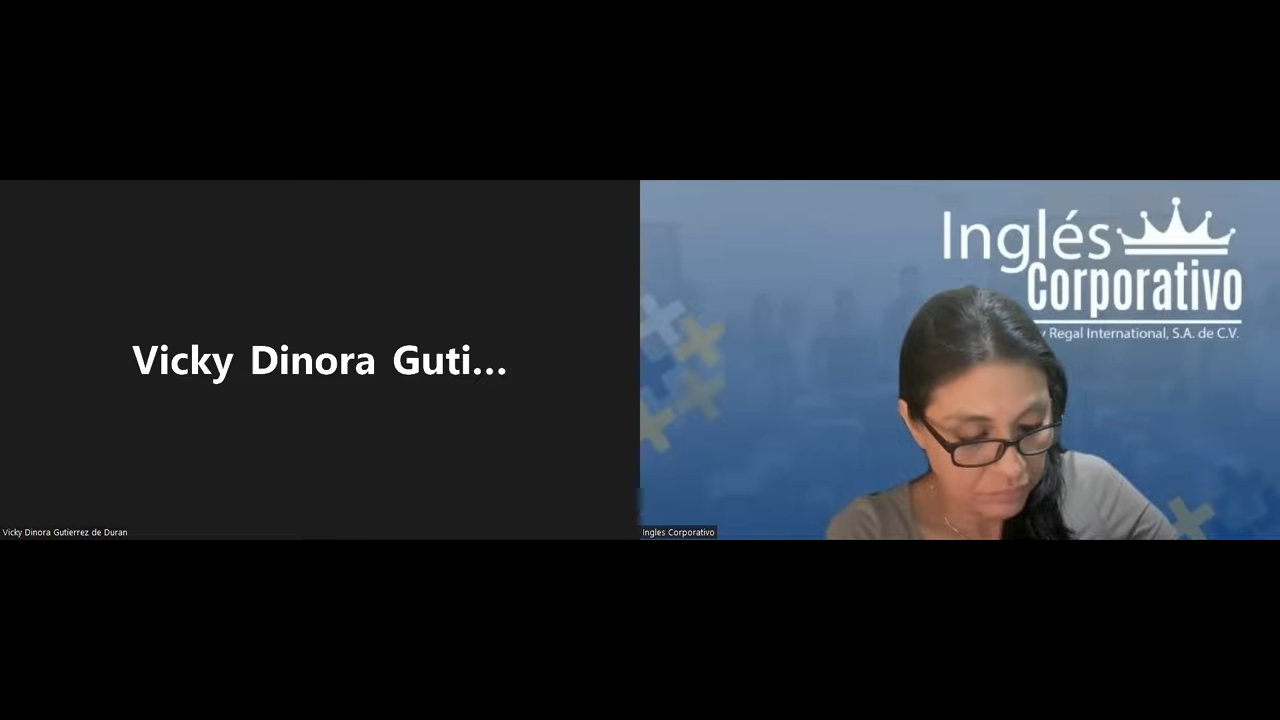 Vicky Dinora Guti...
Vicky Dinora Gutierrez de Duran
Inglés
Corporativo
y Regal International, S.A. de C.V.
Ingles Corporativo